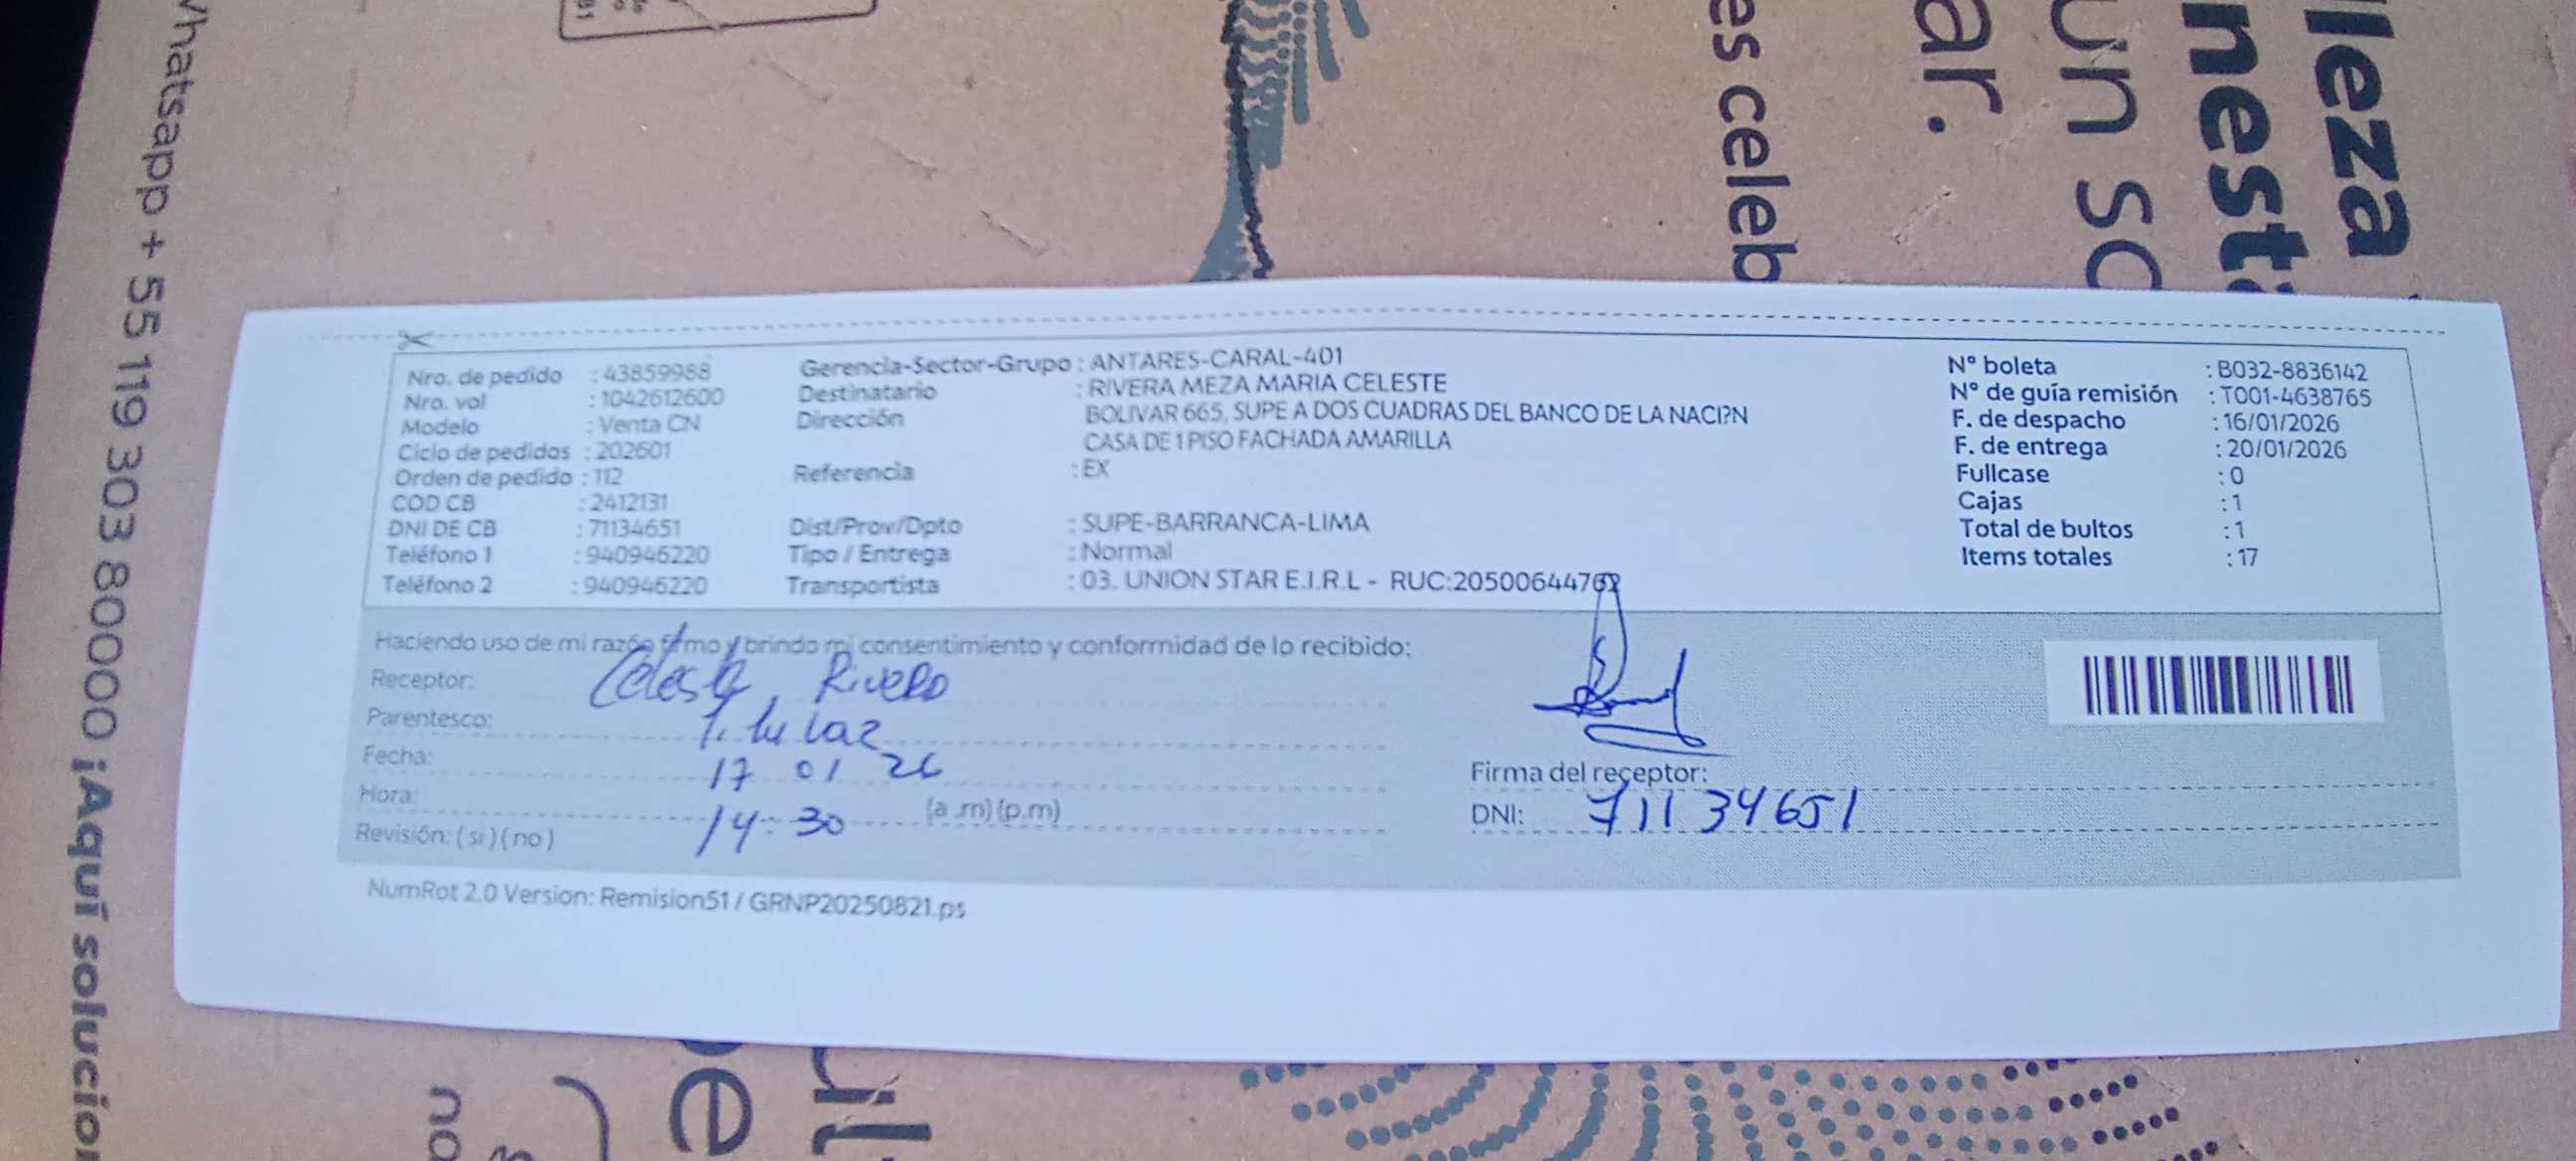 Nro. de pedido : 43859988
Nro. vol : 1042612600
Modelo : Venta CN
Ciclo de pedidos : 202601
Orden de pedido : 112
COD CB : 2412131
DNI DE CB : 71134651
Teléfono 1 : 940946220
Teléfono 2 : 940946220
Gerencia-Sector-Grupo : ANTARES-CARAL-401
Destinatario : RIVERA MEZA MARIA CELESTE
Dirección BOLIVAR 665, SUPE A DOS CUADRAS DEL BANCO DE LA NACI?N
CASA DE 1 PISO FACHADA AMARILLA
Referencia : EX
Dist/Prov/Dpto : SUPE-BARRANCA-LIMA
Tipo / Entrega : Normal
Transportista : 03. UNION STAR E.I.R.L - RUC:20500644762
N° boleta : B032-8836142
N° de guía remisión : T001-4638765
F. de despacho : 16/01/2026
F. de entrega : 20/01/2026
Fullcase : 0
Cajas : 1
Total de bultos : 1
Items totales : 17
Haciendo uso de mi razón firmo y brindo mi consentimiento y conformidad de lo recibido:
Receptor: Celeste Rivero
Parentesco: Titular
Fecha: 17 01 26
Hora: 14:30 (a.m) (p.m)
Revisión: (si) (no)
Firma del receptor:
DNI: 71134651
NumRot 2.0 Version: Remision51 / GRNP20250821.ps
Whatsapp + 55 119 303 80000 ¡Aquí solucion
es celeb
ar.
un so
nest
lleza